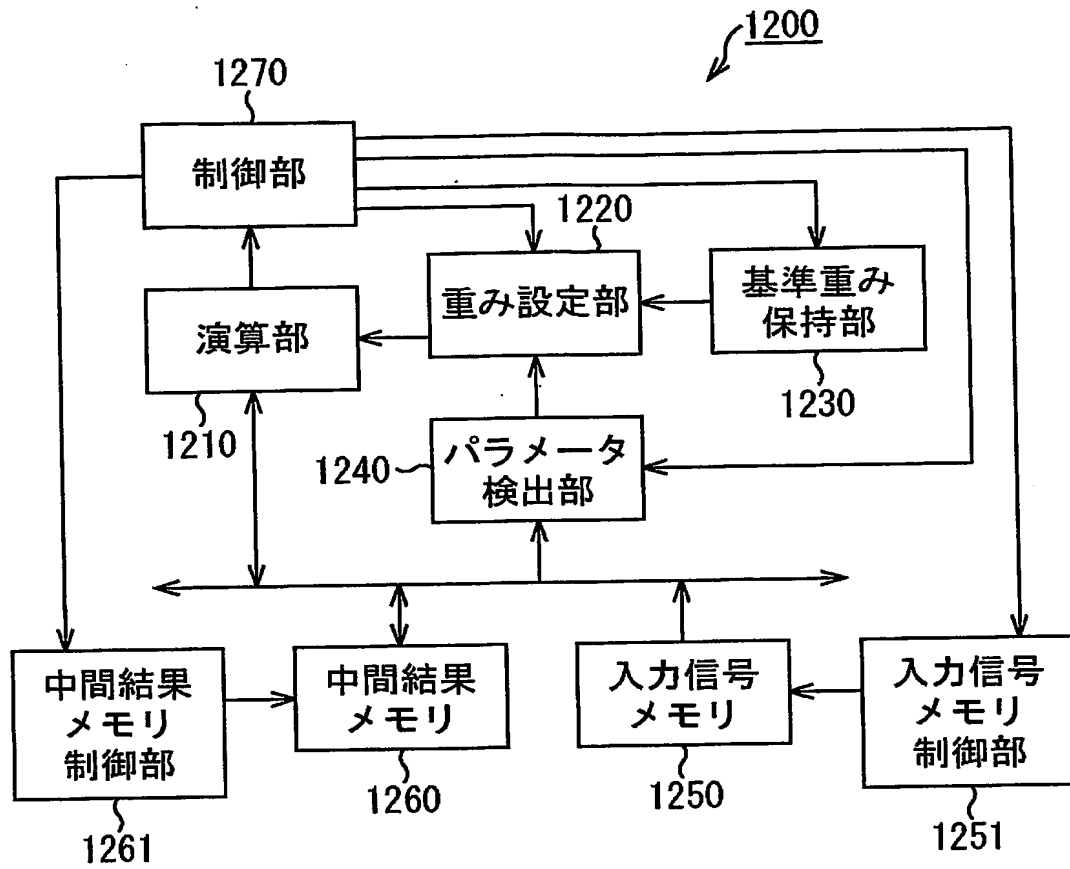 1200
1270
制御部
1220
重み設定部
基準重み
保持部
1230
演算部
1210
1240
パラメータ
検出部
中間結果
メモリ
制御部
1261
中間結果
メモリ
1260
入力信号
メモリ
1250
入力信号
メモリ
制御部
1251